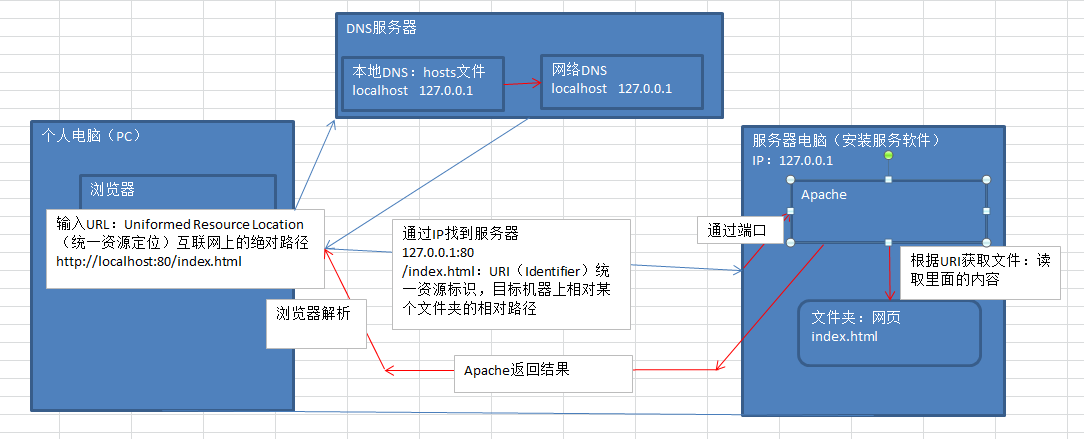 DNS服务器
本地DNS：hosts文件
localhost 127.0.0.1
网络DNS
localhost 127.0.0.1
个人电脑（PC）
浏览器
输入URL：Uniformed Resource Location
（统一资源定位）互联网上的绝对路径
http://localhost:80/index.html
浏览器解析
通过IP找到服务器
127.0.0.1:80
/index.html：URI（Identifier）统
一资源标识，目标机器上相对某
个文件夹的相对路径
Apache返回结果
服务器电脑（安装服务软件）
IP：127.0.0.1
Apache
通过端口
根据URI获取文件：读
取里面的内容
文件夹：网页
index.html